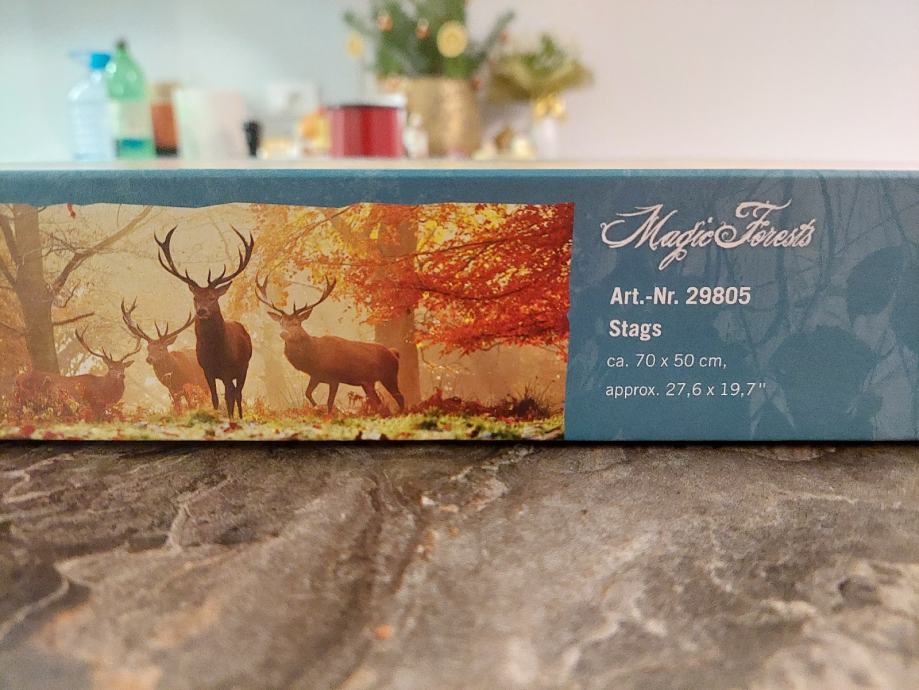 Magic Forests
Art.-Nr. 29805
Stags
ca. 70 x 50 cm,
approx. 27,6 x 19,7"